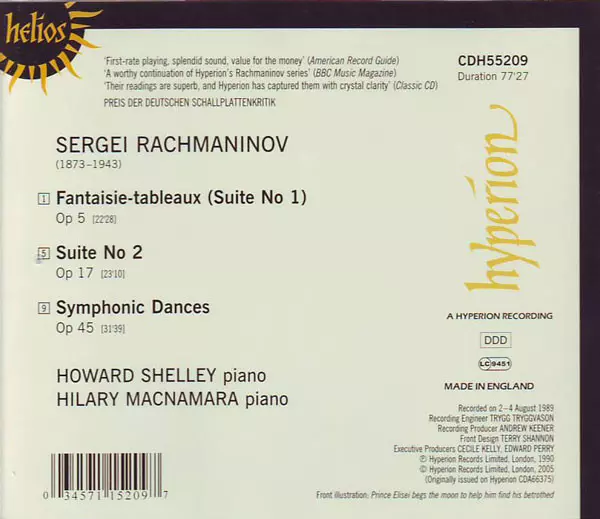 helios
'First-rate playing, splendid sound, value for the money' (American Record Guide)
'A worthy continuation of Hyperion's Rachmaninov series' (BBC Music Magazine)
'Their readings are superb, and Hyperion has captured them with crystal clarity' (Classic CD)
PREIS DER DEUTSCHEN SCHALLPLATTENKRITIK
CDH55209
Duration 77'27
SERGEI RACHMANINOV
(1873–1943)
1 Fantaisie-tableaux (Suite No 1)
Op 5 [22'28]
5 Suite No 2
Op 17 [23'10]
9 Symphonic Dances
Op 45 [31'39]
HOWARD SHELLEY piano
HILARY MACNAMARA piano
hyperion
A HYPERION RECORDING
DDD
LC 9451
MADE IN ENGLAND
Recorded on 2–4 August 1989
Recording Engineer TRYGG TRYGGVASON
Recording Producer ANDREW KEENER
Front Design TERRY SHANNON
Executive Producers CECILE KELLY, EDWARD PERRY
℗ Hyperion Records Limited, London, 1990
© Hyperion Records Limited, London, 2005
(Originally issued on Hyperion CDA66375)
Front illustration: Prince Elisei begs the moon to help him find his betrothed
0 34571 15209 7